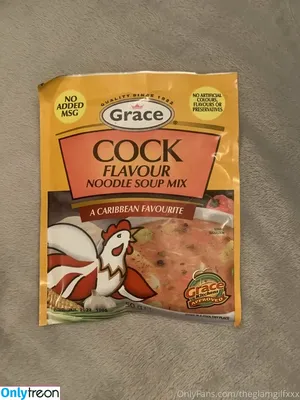 QUALITY SINCE 1922
Grace
NO
ADDED
MSG
NO ARTIFICIAL
COLOURS,
FLAVOURS OR
PRESERVATIVES
COCK
FLAVOUR
NOODLE SOUP MIX
A CARIBBEAN FAVOURITE
Grace
APPROVED
Onlytreon
OnlyFans.com/theglamgilfxxx